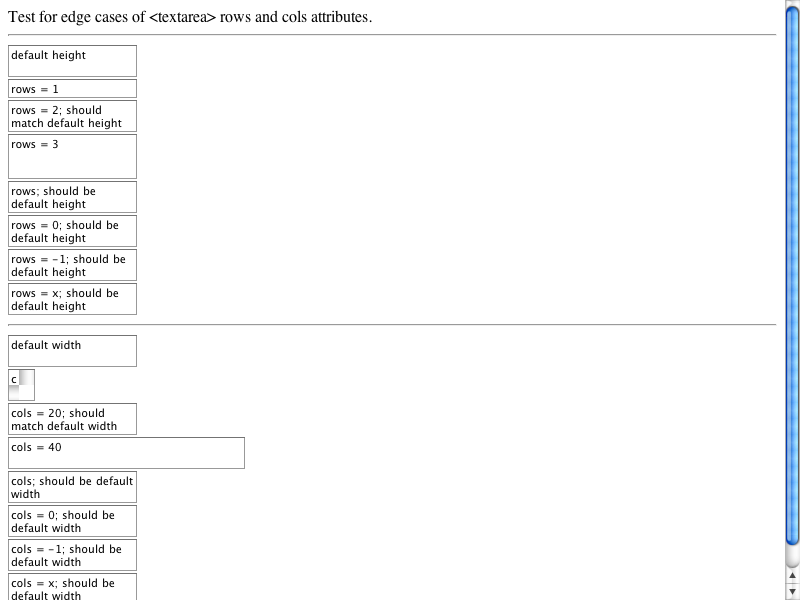 Test for edge cases of <textarea> rows and cols attributes.
default height
rows = 1
rows = 2; should
match default height
rows = 3
rows; should be
default height
rows = 0; should be
default height
rows = -1; should be
default height
rows = x; should be
default height
default width
c
cols = 20; should
match default width
cols = 40
cols; should be default
width
cols = 0; should be
default width
cols = -1; should be
default width
cols = x; should be
default width